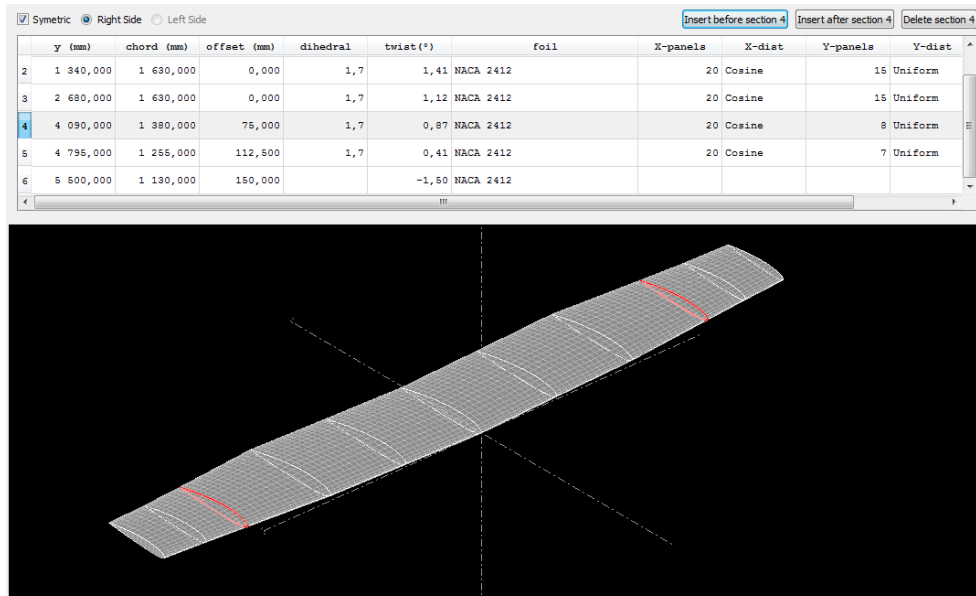 Symetric Right Side Left Side Insert before section 4 Insert after section 4 Delete section 4
y (mm) chord (mm) offset (mm) dihedral twist(°) foil X-panels X-dist Y-panels Y-dist
2 1 340,000 1 630,000 0,000 1,7 1,41 NACA 2412 20 Cosine 15 Uniform
3 2 680,000 1 630,000 0,000 1,7 1,12 NACA 2412 20 Cosine 15 Uniform
4 4 090,000 1 380,000 75,000 1,7 0,87 NACA 2412 20 Cosine 8 Uniform
5 4 795,000 1 255,000 112,500 1,7 0,41 NACA 2412 20 Cosine 7 Uniform
6 5 500,000 1 130,000 150,000 -1,50 NACA 2412